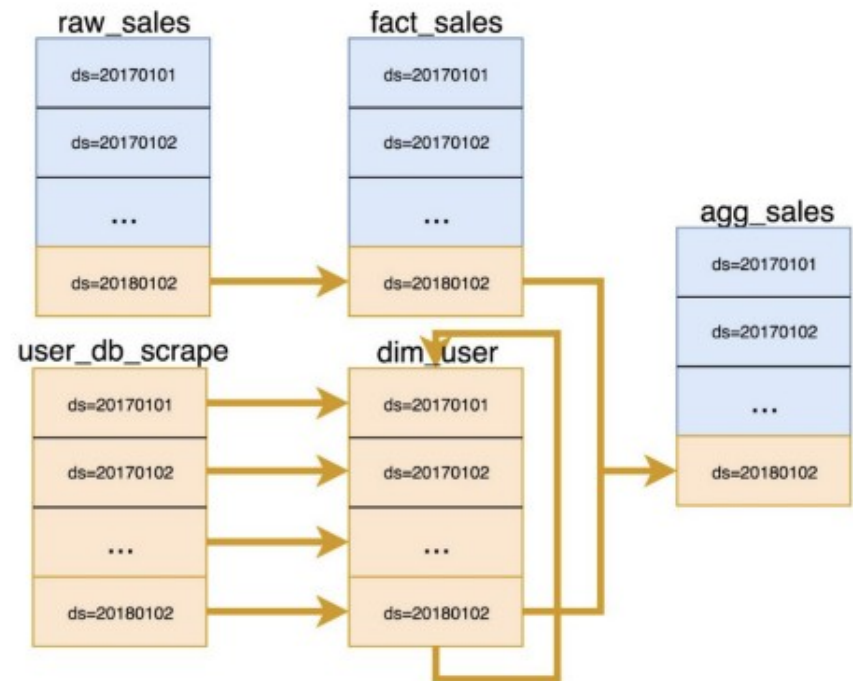 raw_sales
ds=20170101
ds=20170102
...
ds=20180102
fact_sales
ds=20170101
ds=20170102
...
ds=20180102
user_db_scrape
ds=20170101
ds=20170102
...
ds=20180102
dim_user
ds=20170101
ds=20170102
...
ds=20180102
agg_sales
ds=20170101
ds=20170102
...
ds=20180102